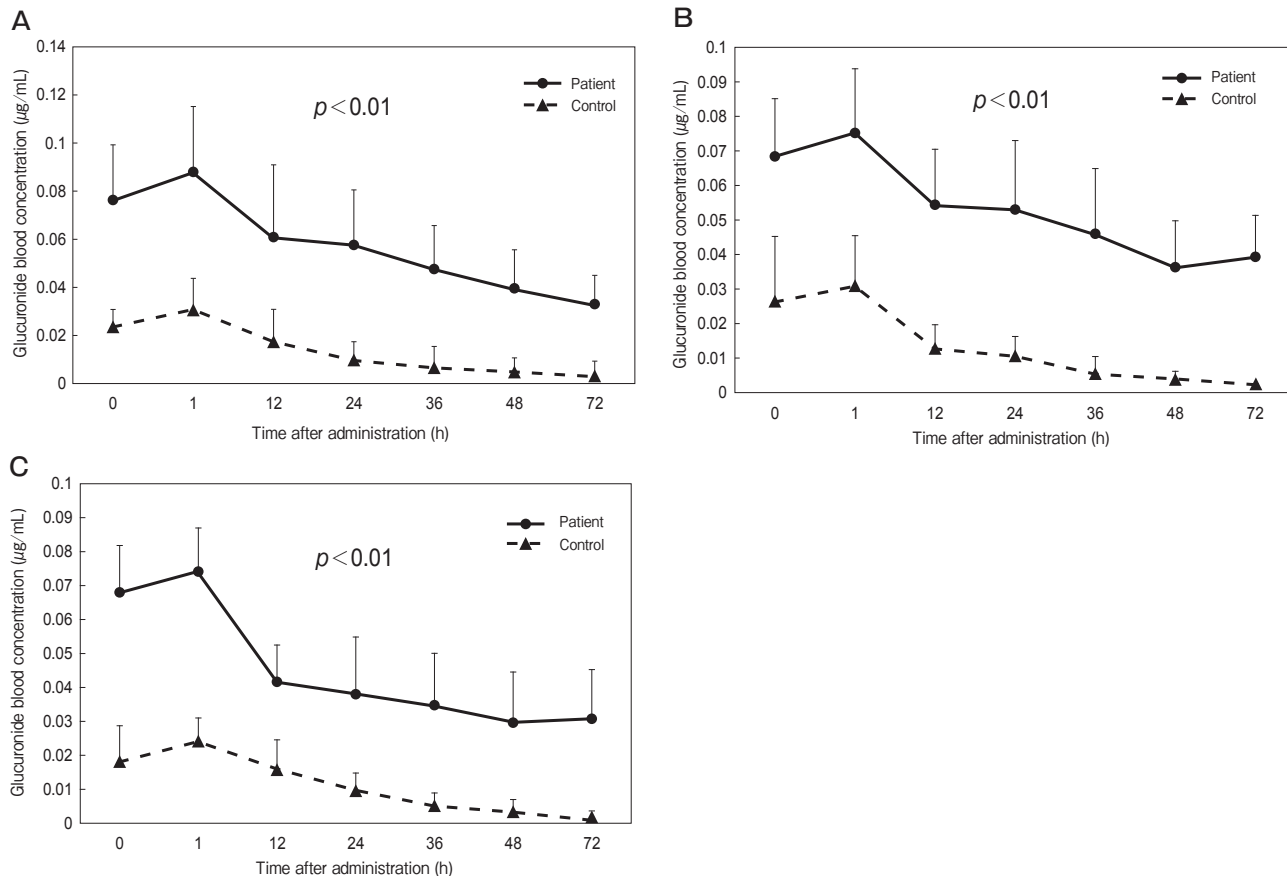 A
Glucuronide blood concentration (μg/mL)
0.14
0.12
0.1
0.08
0.06
0.04
0.02
0
p<0.01
Patient
Control
0 1 12 24 36 48 72
Time after administration (h)
B
Glucuronide blood concentration (μg/mL)
0.1
0.09
0.08
0.07
0.06
0.05
0.04
0.03
0.02
0.01
0
p<0.01
Patient
Control
0 1 12 24 36 48 72
Time after administration (h)
C
Glucuronide blood concentration (μg/mL)
0.1
0.09
0.08
0.07
0.06
0.05
0.04
0.03
0.02
0.01
0
p<0.01
Patient
Control
0 1 12 24 36 48 72
Time after administration (h)